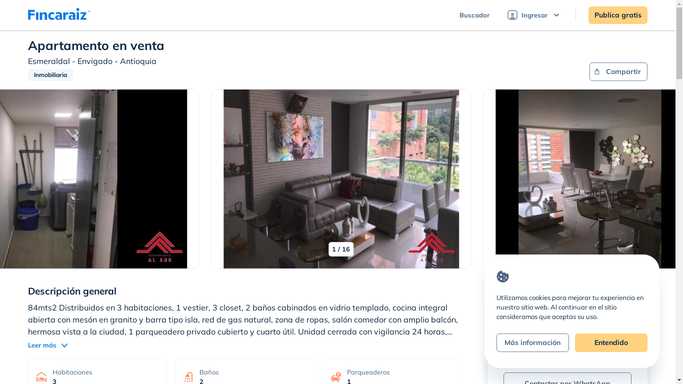 Fincaraiz
Buscador
Ingresar
Publica gratis
Apartamento en venta
Esmeraldal - Envigado - Antioquia
Inmobiliaria
Compartir
1 / 16
Descripción general
84mts2 Distribuidos en 3 habitaciones, 1 vestier, 3 closet, 2 baños cabinados en vidrio templado, cocina integral
abierta con mesón en granito y barra tipo isla, red de gas natural, zona de ropas, salón comedor con amplio balcón,
hermosa vista a la ciudad, 1 parqueadero privado cubierto y cuarto útil. Unidad cerrada con vigilancia 24 horas,...
Leer más
Habitaciones
3
Baños
2
Parqueaderos
1
Utilizamos cookies para mejorar tu experiencia en
nuestro sitio web. Al continuar en el sitio
consideramos que aceptas su uso.
Más información
Entendido
Contactar por WhatsApp